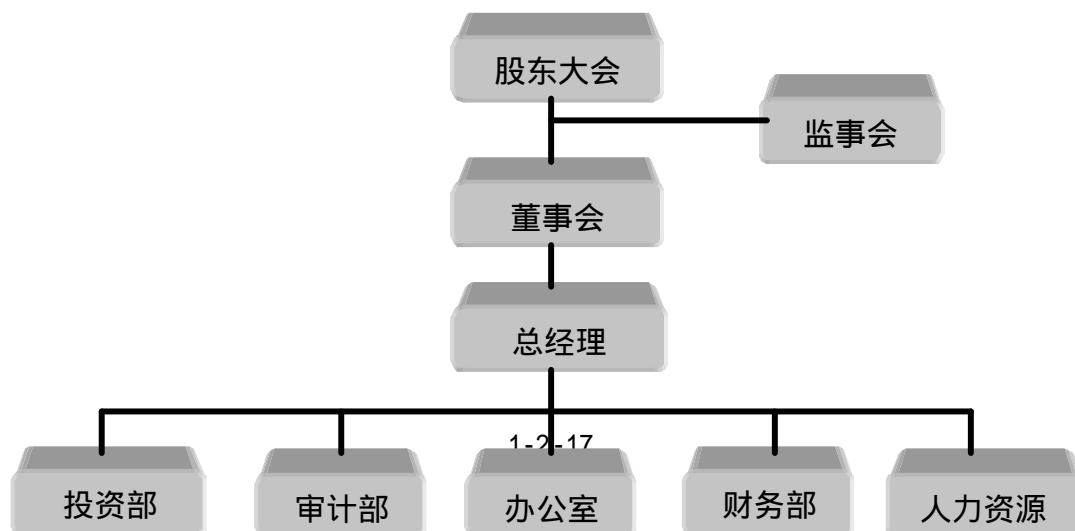 股东大会
监事会
董事会
总经理
1-2-17
投资部
审计部
办公室
财务部
人力资源